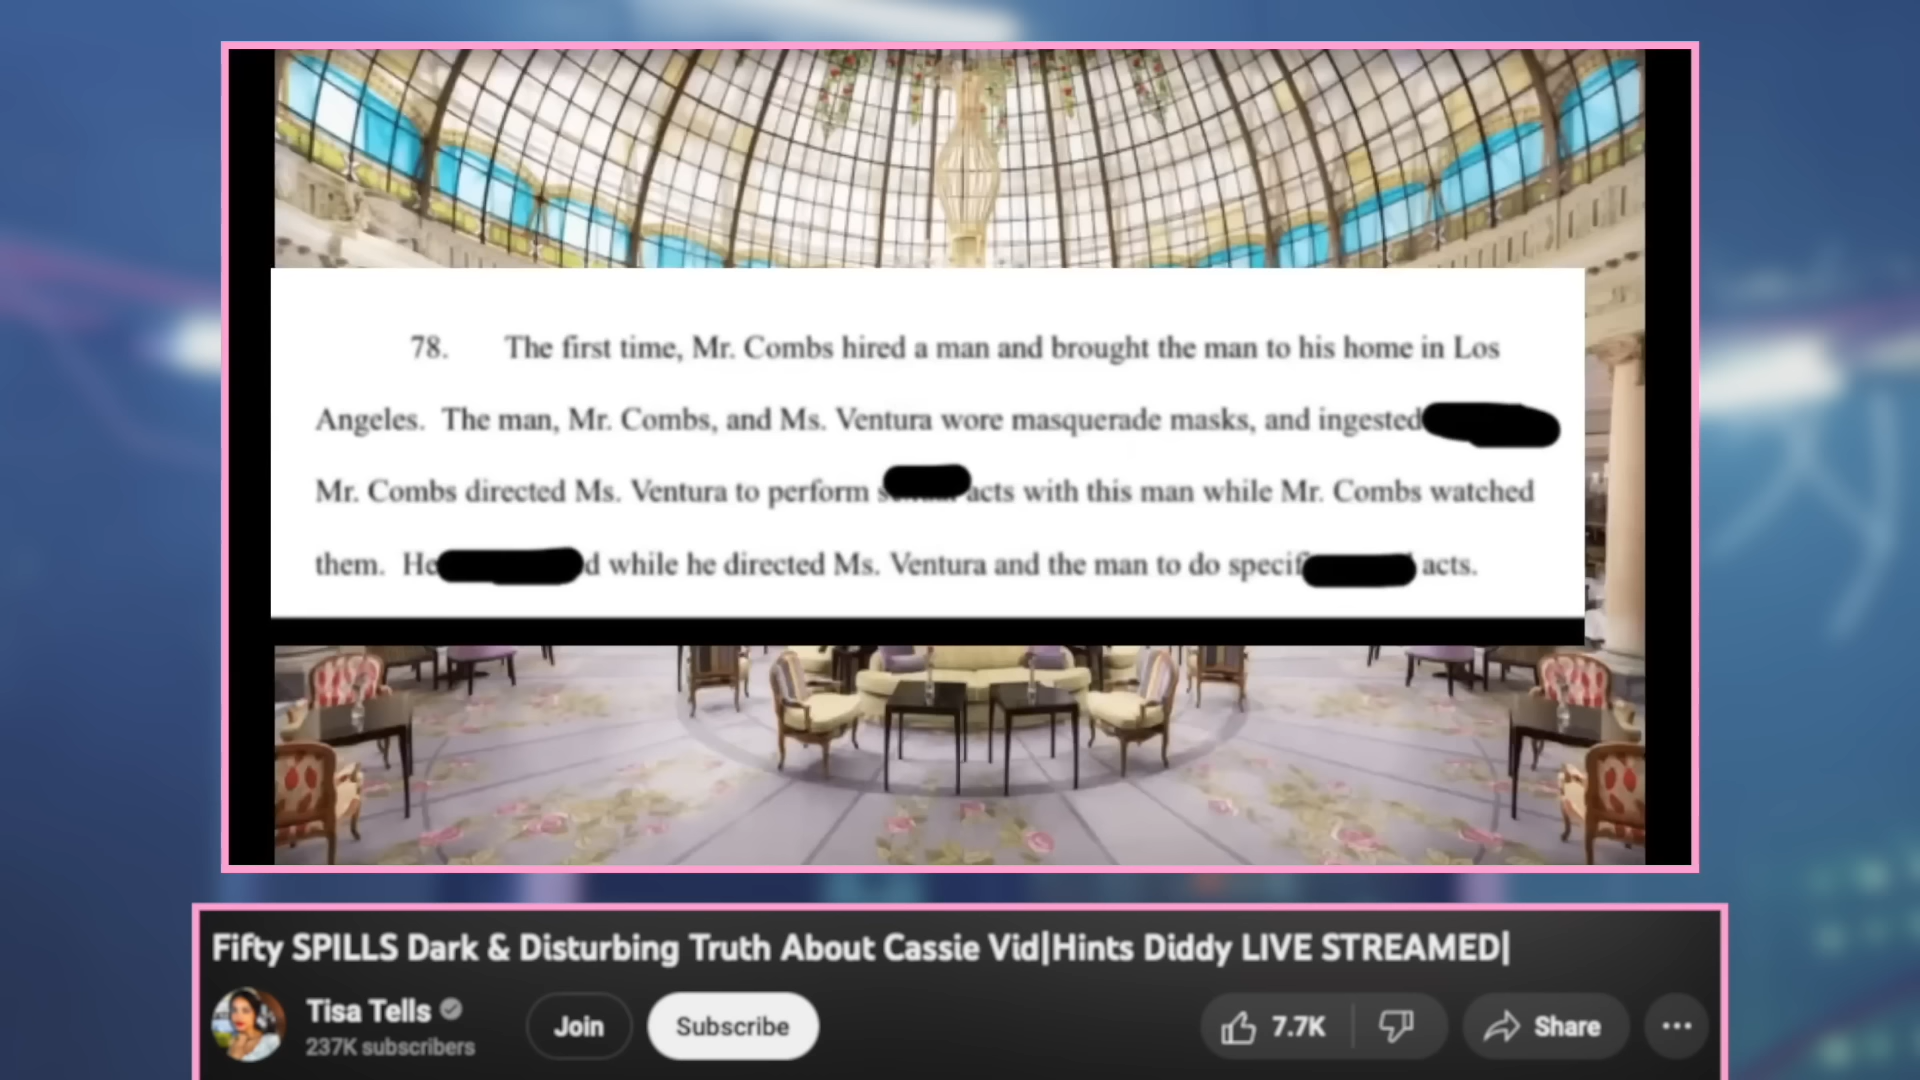 78. The first time, Mr. Combs hired a man and brought the man to his home in Los
Angeles. The man, Mr. Combs, and Ms. Ventura wore masquerade masks, and ingested
Mr. Combs directed Ms. Ventura to perform acts with this man while Mr. Combs watched
them. He d while he directed Ms. Ventura and the man to do specif acts.
Fifty SPILLS Dark & Disturbing Truth About Cassie Vid|Hints Diddy LIVE STREAMED|
Tisa Tells
237K subscribers
Join
Subscribe
7.7K
Share